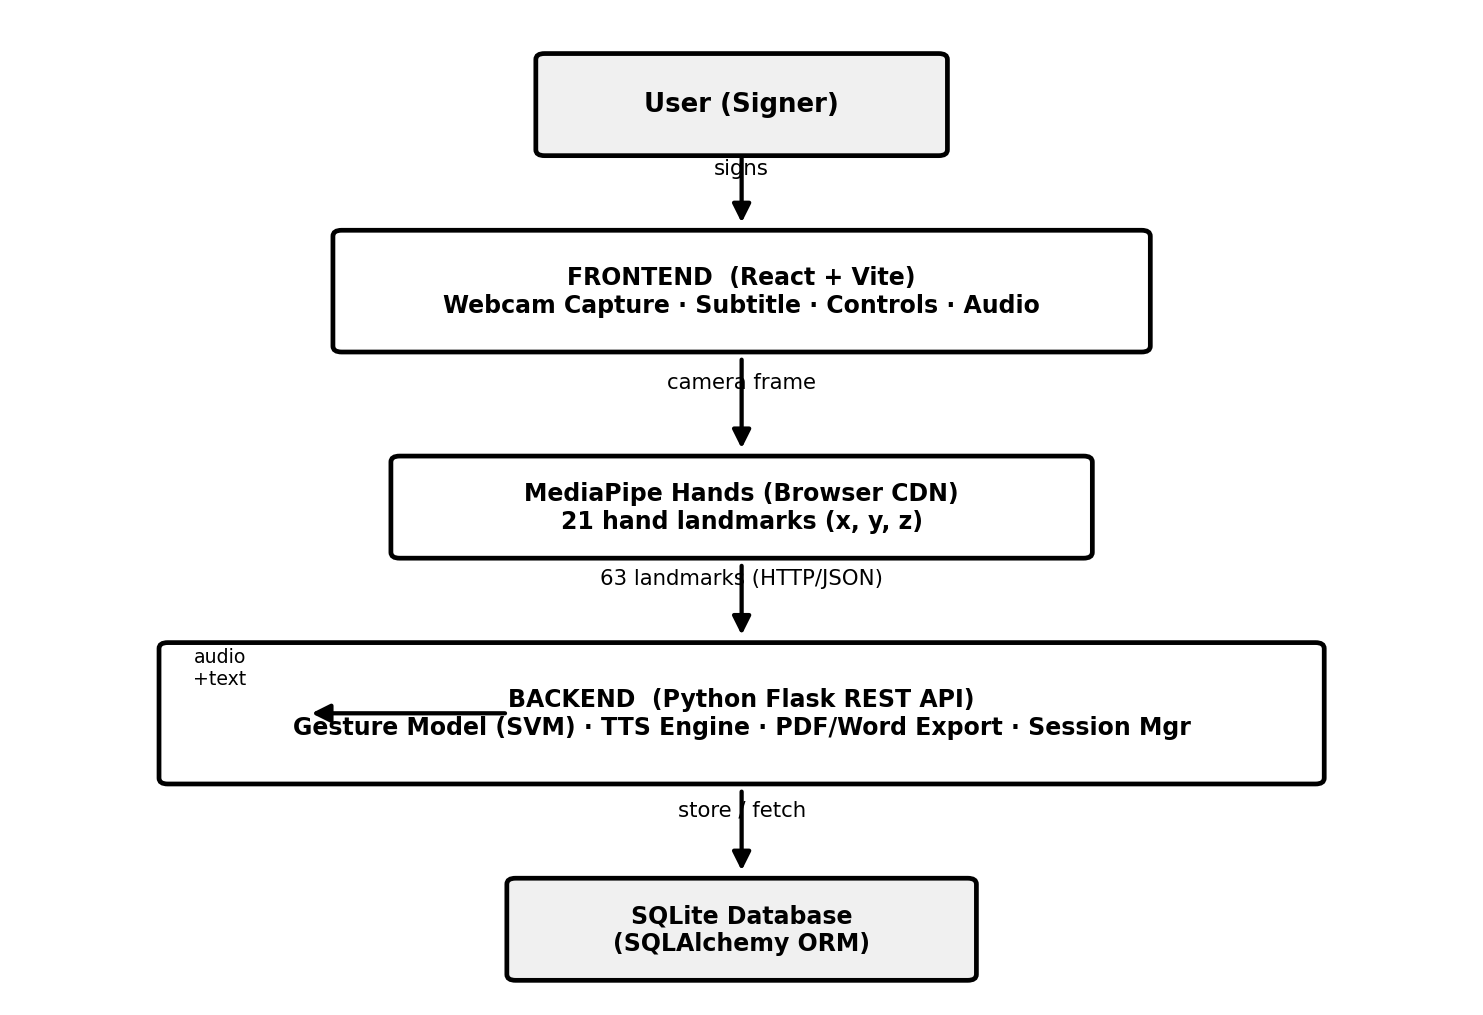 User (Signer)
signs
FRONTEND  (React + Vite)
Webcam Capture · Subtitle · Controls · Audio
camera frame
MediaPipe Hands (Browser CDN)
21 hand landmarks (x, y, z)
63 landmarks (HTTP/JSON)
audio
+text
BACKEND  (Python Flask REST API)
Gesture Model (SVM) · TTS Engine · PDF/Word Export · Session Mgr
store / fetch
SQLite Database
(SQLAlchemy ORM)